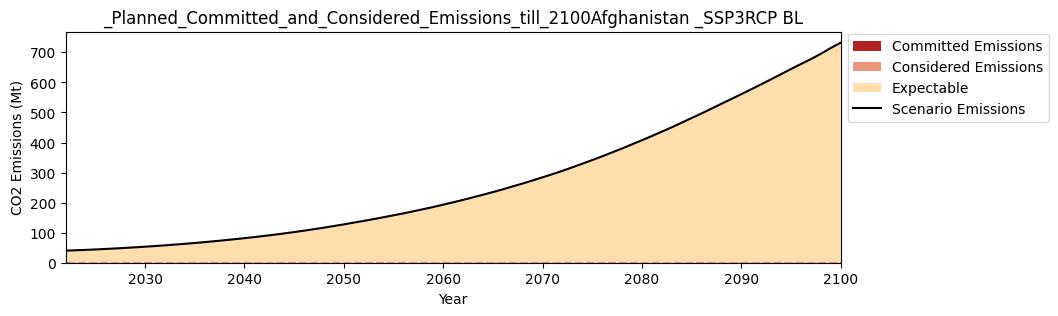 _Planned_Committed_and_Considered_Emissions_till_2100Afghanistan _SSP3RCP BL
CO2 Emissions (Mt)
700
600
500
400
300
200
100
0
2030 2040 2050 2060 2070 2080 2090 2100
Year
Committed Emissions
Considered Emissions
Expectable
Scenario Emissions